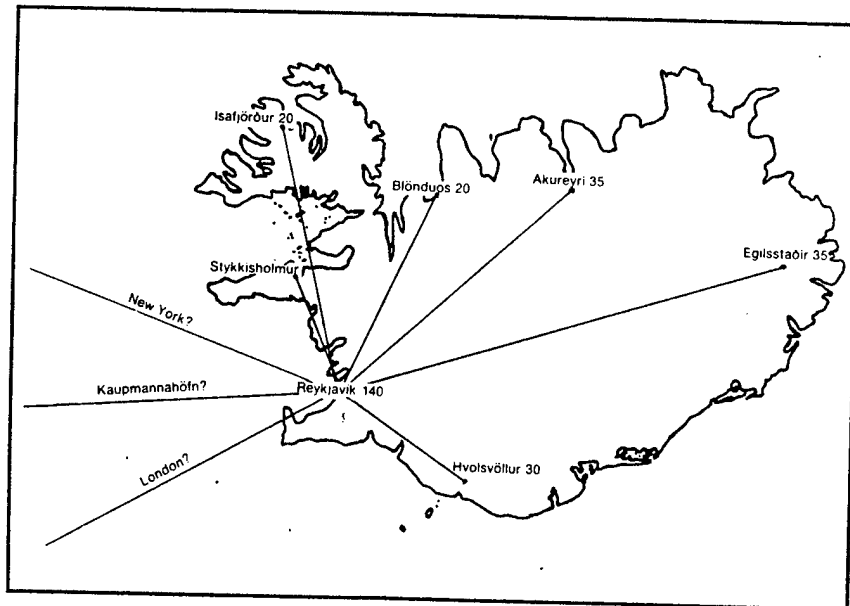 Isafjörður 20
Blönduos 20
Akureyri 35
Egilsstaðir 35
Stykkisholmur
New York?
Kaupmannahöfn?
Reykjavik 140
London?
Hvolsvöllur 30